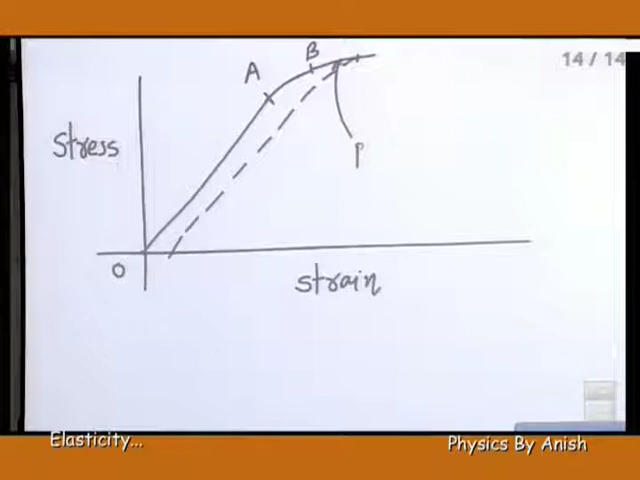 14 / 14
B
A
Stress
P
O
strain
Elasticity...
Physics By Anish